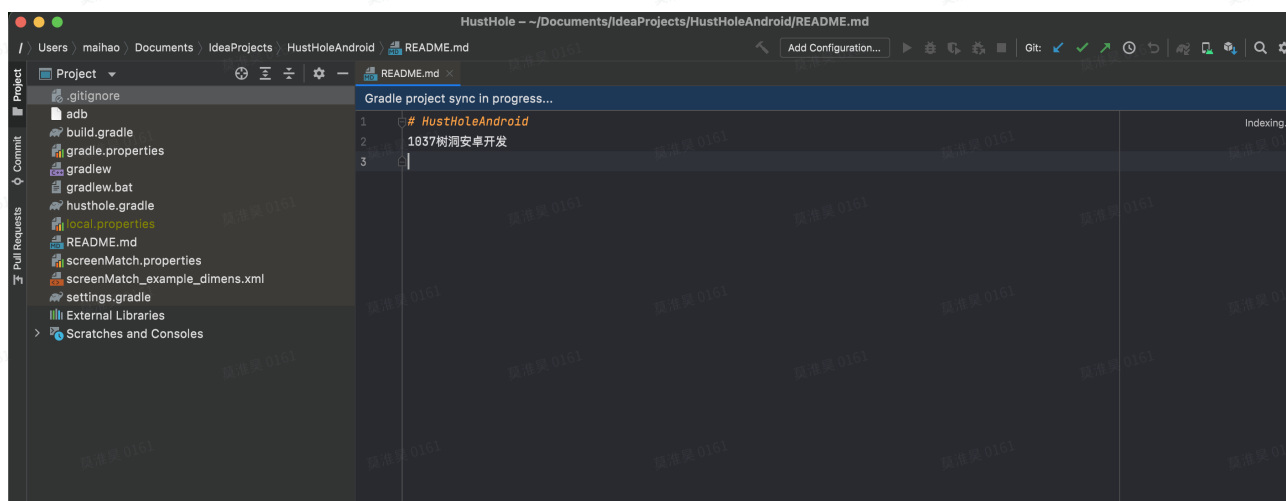 HustHole – ~/Documents/IdeaProjects/HustHoleAndroid/README.md
/ Users maihao Documents IdeaProjects HustHoleAndroid README.md
Add Configuration...
Git:
Project
README.md
Project
Commit
Pull Requests
.gitignore
adb
build.gradle
gradle.properties
gradlew
gradlew.bat
husthole.gradle
local.properties
README.md
screenMatch.properties
screenMatch_example_dimens.xml
settings.gradle
External Libraries
Scratches and Consoles
Gradle project sync in progress...
1 # HustHoleAndroid
2 1037树洞安卓开发
3
Indexing.